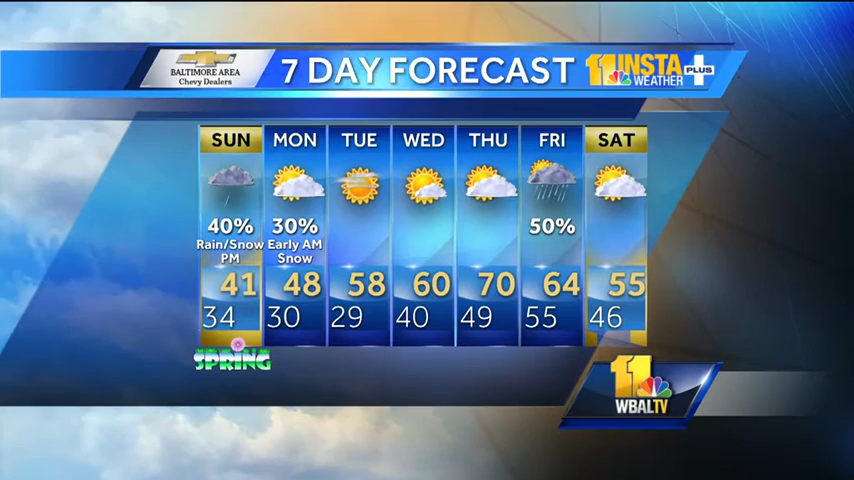 BALTIMORE AREA
Chevy Dealers
7 DAY FORECAST
11 INSTA
WEATHER PLUS
SUN MON TUE WED THU FRI SAT
40% 30% 50%
Rain/Snow Early AM
PM Snow
41 48 58 60 70 64 55
34 30 29 40 49 55 46
SPRING
11
WBALTV